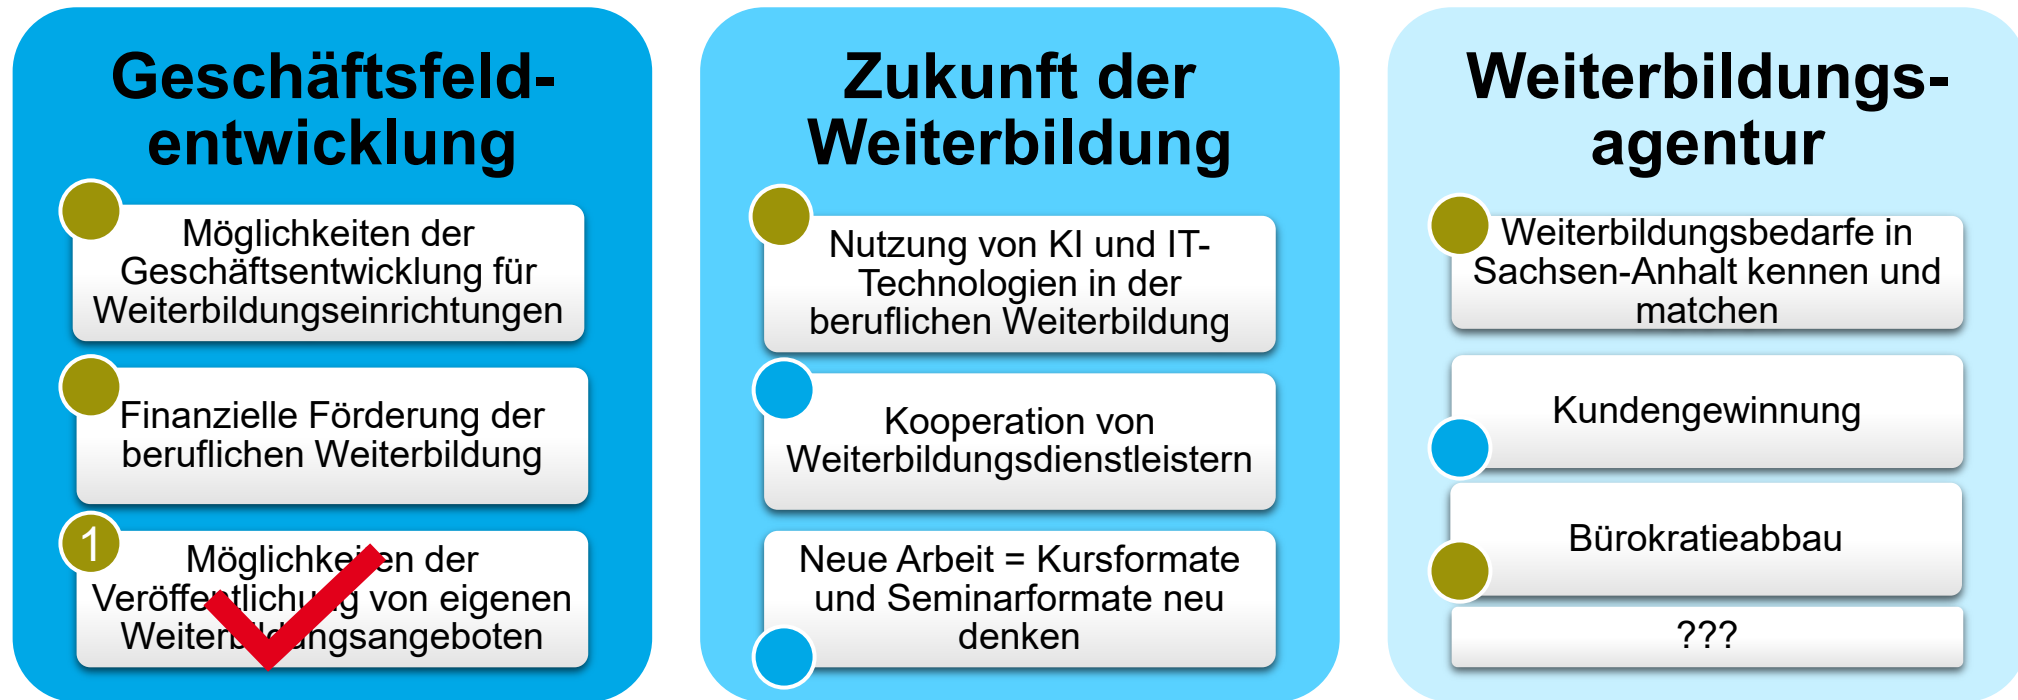 Geschäftsfeld-
entwicklung
Möglichkeiten der
Geschäftsentwicklung für
Weiterbildungseinrichtungen
Finanzielle Förderung der
beruflichen Weiterbildung
1
Möglichkeiten der
Veröffentlichung von eigenen
Weiterbildungsangeboten
Zukunft der
Weiterbildung
Nutzung von KI und IT-
Technologien in der
beruflichen Weiterbildung
Kooperation von
Weiterbildungsdienstleistern
Neue Arbeit = Kursformate
und Seminarformate neu
denken
Weiterbildungs-
agentur
Weiterbildungsbedarfe in
Sachsen-Anhalt kennen und
matchen
Kundengewinnung
Bürokratieabbau
???